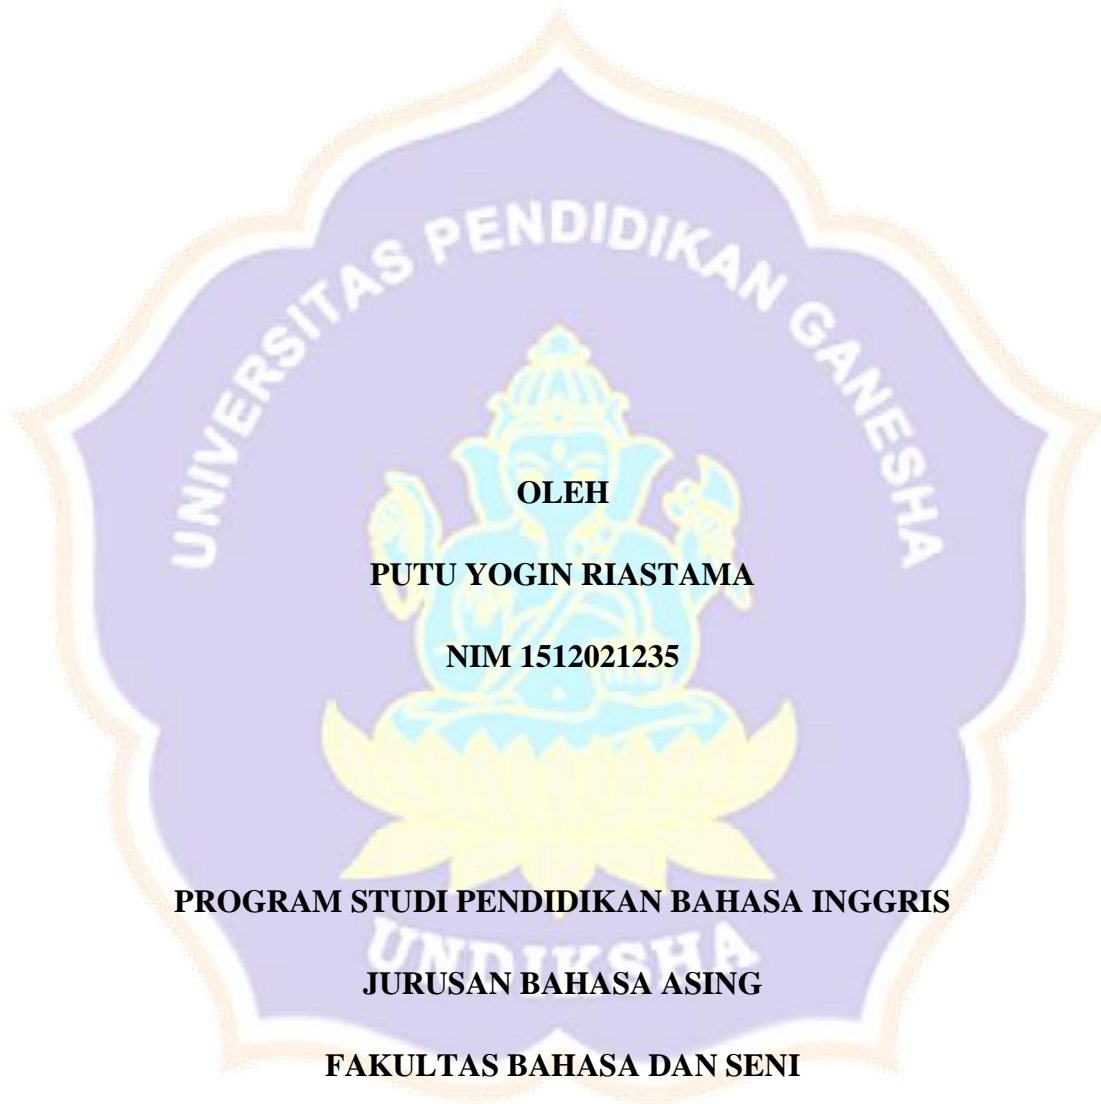 UNIVERSITAS PENDIDIKAN GANESHA
OLEH
PUTU YOGIN RIASTAMA
NIM 1512021235
PROGRAM STUDI PENDIDIKAN BAHASA INGGRIS
UNDIKSHA
JURUSAN BAHASA ASING
FAKULTAS BAHASA DAN SENI